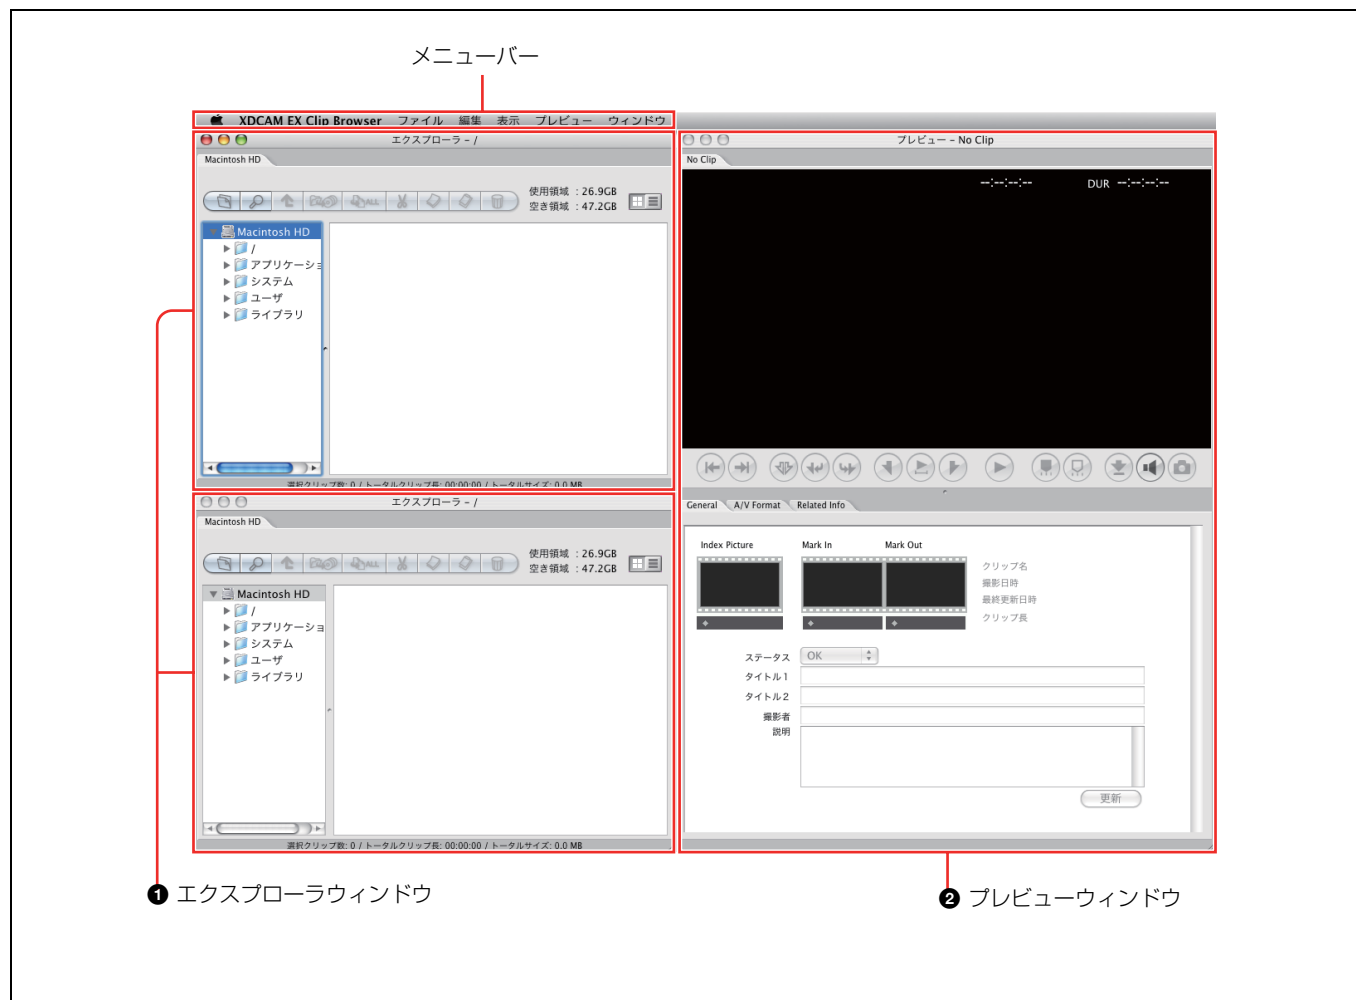 メニューバー
XDCAM EX Clip Browser ファイル 編集 表示 プレビュー ウィンドウ
エクスプローラ – /
Macintosh HD
使用領域 : 26.9GB
空き領域 : 47.2GB
ALL
Macintosh HD
/
アプリケーショ
システム
ユーザ
ライブラリ
選択クリップ数: 0 / トータルクリップ長: 00:00:00 / トータルサイズ: 0.0 MB
エクスプローラ – /
Macintosh HD
使用領域 : 26.9GB
空き領域 : 47.2GB
ALL
Macintosh HD
/
アプリケーショ
システム
ユーザ
ライブラリ
選択クリップ数: 0 / トータルクリップ長: 00:00:00 / トータルサイズ: 0.0 MB
プレビュー – No Clip
No Clip
--:--:--:-- DUR --:--:--:--
General A/V Format Related Info
Index Picture Mark In Mark Out
クリップ名
撮影日時
最終更新日時
クリップ長
ステータス OK
タイトル1
タイトル2
撮影者
説明
更新
❶ エクスプローラウィンドウ
❷ プレビューウィンドウ